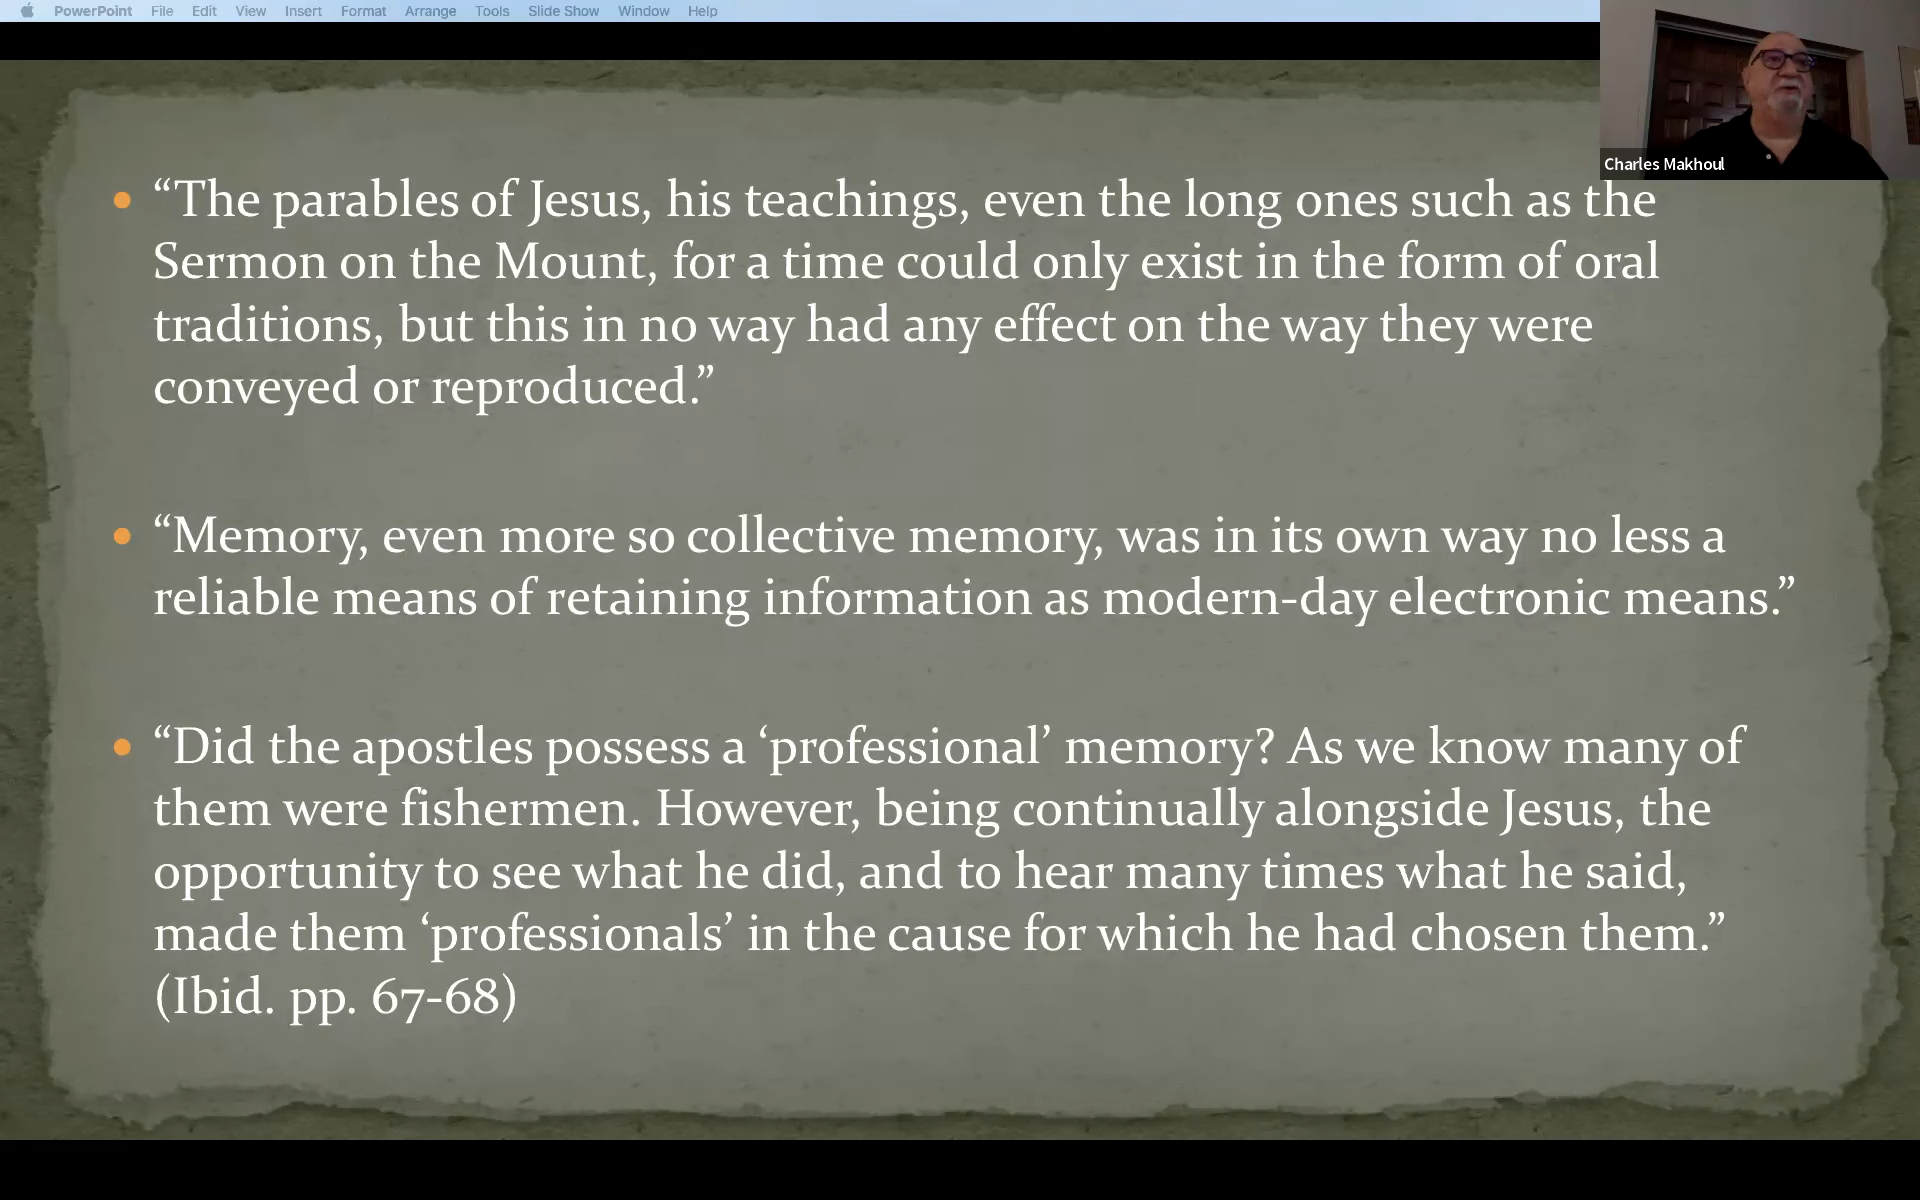 PowerPoint File Edit View Insert Format Arrange Tools Slide Show Window Help
Charles Makhoul
• “The parables of Jesus, his teachings, even the long ones such as the
Sermon on the Mount, for a time could only exist in the form of oral
traditions, but this in no way had any effect on the way they were
conveyed or reproduced.”
• “Memory, even more so collective memory, was in its own way no less a
reliable means of retaining information as modern-day electronic means.”
• “Did the apostles possess a ‘professional’ memory? As we know many of
them were fishermen. However, being continually alongside Jesus, the
opportunity to see what he did, and to hear many times what he said,
made them ‘professionals’ in the cause for which he had chosen them.”
(Ibid. pp. 67-68)